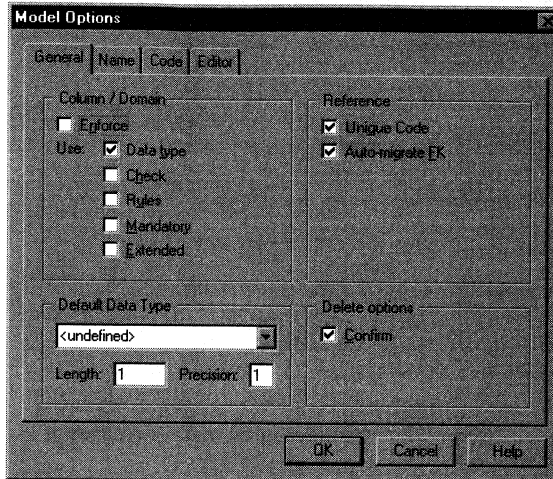 Model Options
General Name Code Editor
Column / Domain
Enforce
Use: Data type
Check
Rules
Mandatory
Extended
Reference
Unique Code
Auto-migrate FK
Default Data Type
<undefined>
Length: 1 Precision: 1
Delete options
Confirm
OK Cancel Help